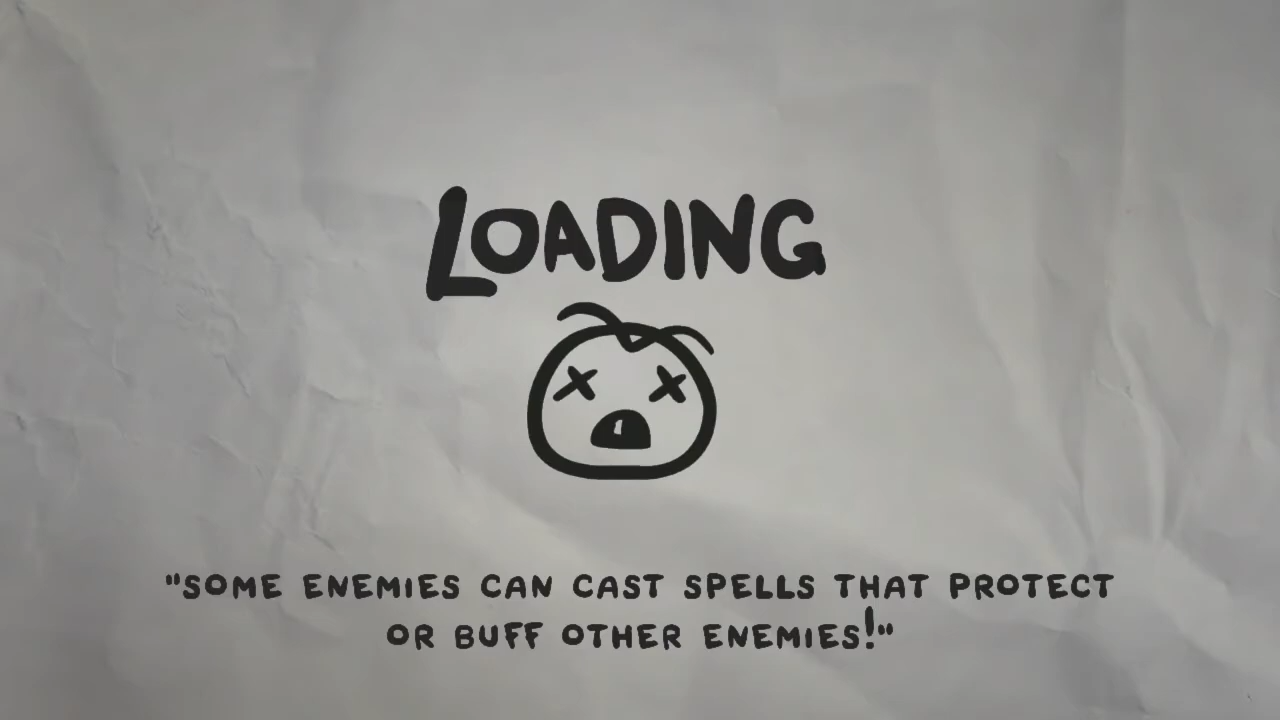 LOADING
"SOME ENEMIES CAN CAST SPELLS THAT PROTECT
OR BUFF OTHER ENEMIES!"